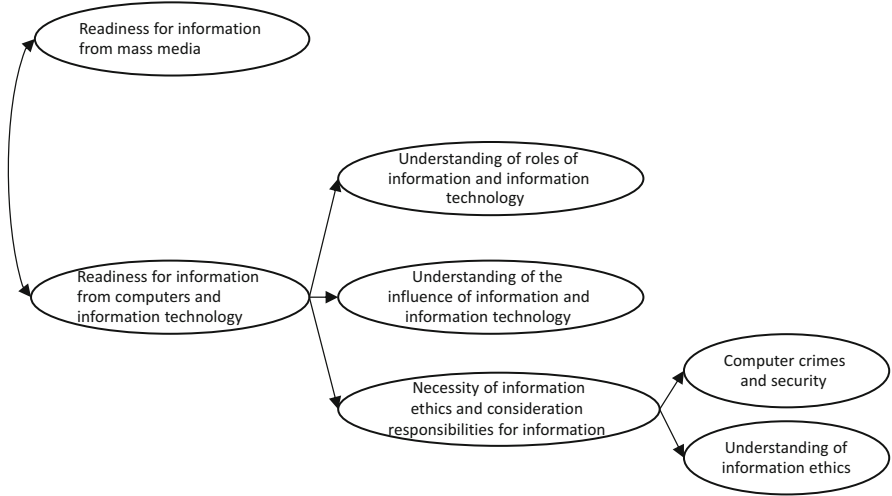 Readiness for information
from mass media
Understanding of roles of
information and information
technology
Readiness for information
from computers and
information technology
Understanding of the
influence of information and
information technology
Necessity of information
ethics and consideration
responsibilities for information
Computer crimes
and security
Understanding of
information ethics